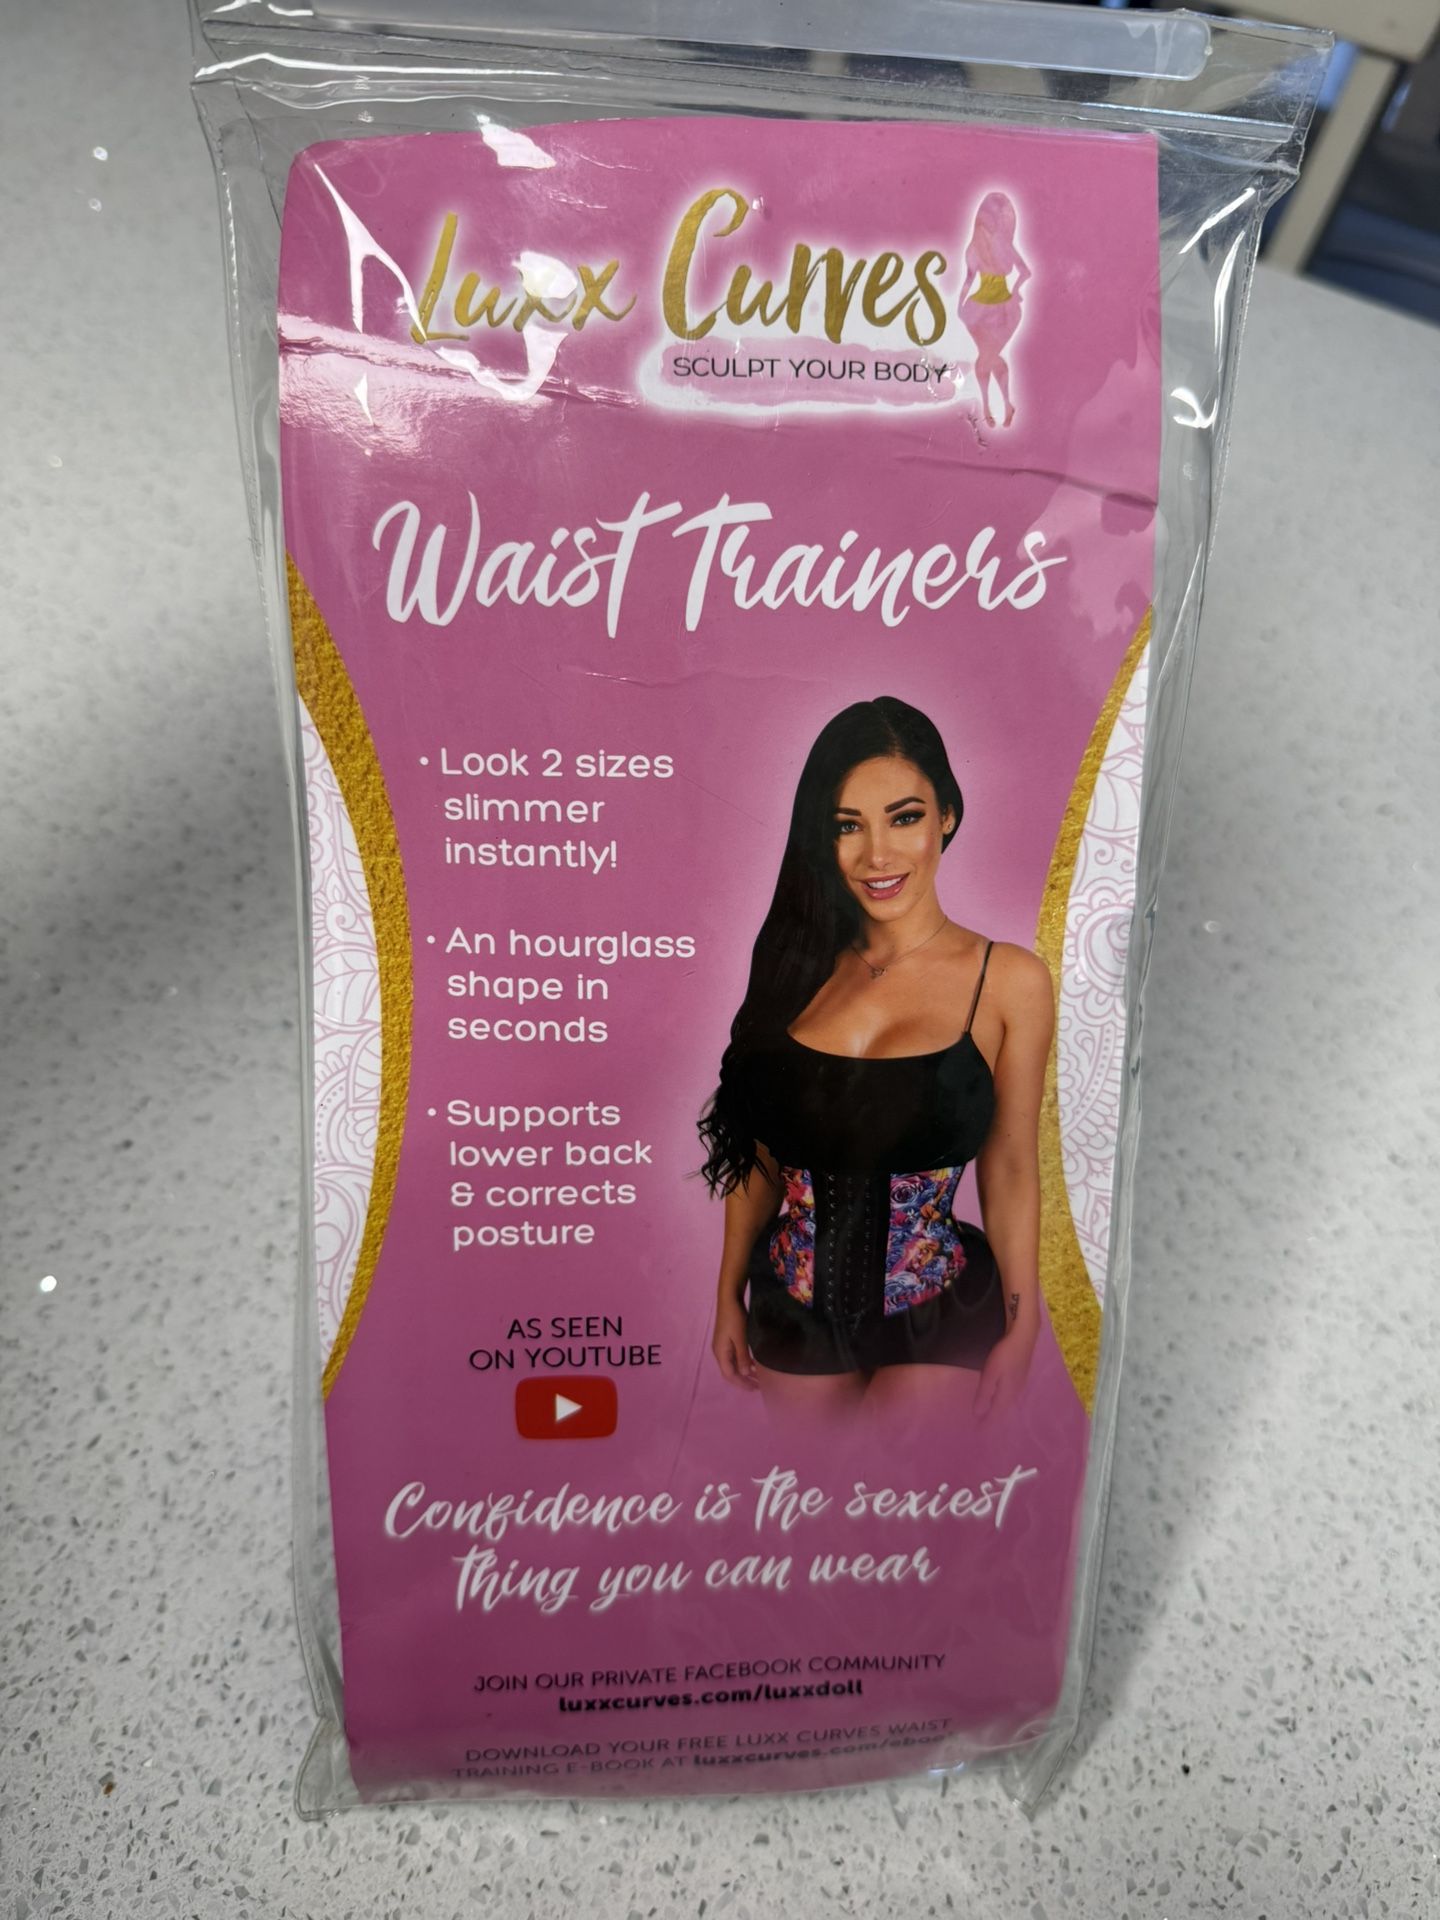 Luxx Curves
SCULPT YOUR BODY
Waist Trainers
• Look 2 sizes
slimmer
instantly!
• An hourglass
shape in
seconds
• Supports
lower back
& corrects
posture
AS SEEN
ON YOUTUBE
Confidence is the sexiest
thing you can wear
JOIN OUR PRIVATE FACEBOOK COMMUNITY
luxxcurves.com/luxxdoll
DOWNLOAD YOUR FREE LUXX CURVES WAIST
TRAINING E-BOOK AT